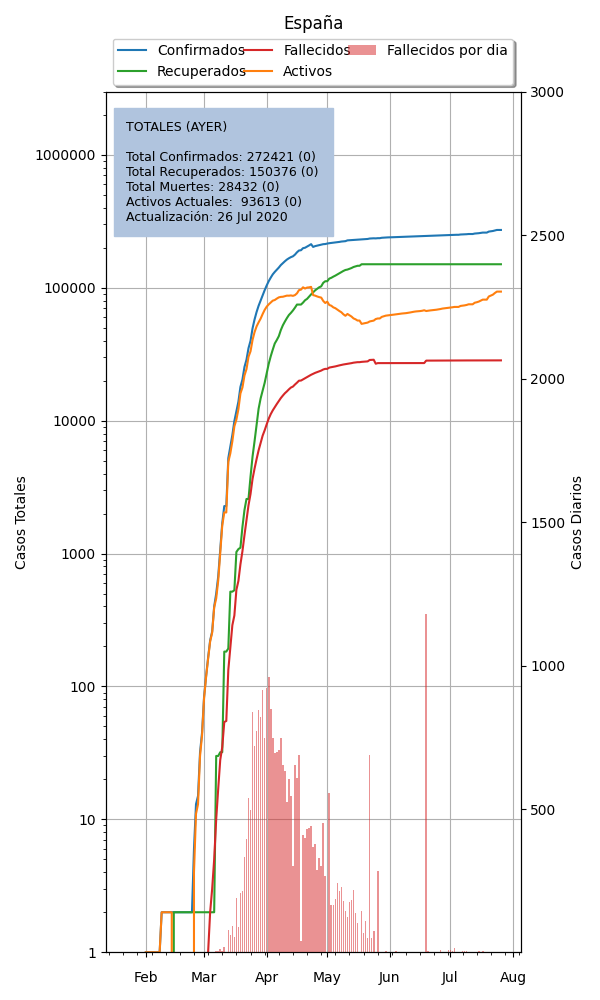 España
Confirmados Fallecidos Fallecidos por dia
Recuperados Activos
TOTALES (AYER)
Total Confirmados: 272421 (0)
Total Recuperados: 150376 (0)
Total Muertes: 28432 (0)
Activos Actuales:  93613 (0)
Actualización: 26 Jul 2020
Casos Totales
1000000
100000
10000
1000
100
10
1
Casos Diarios
3000
2500
2000
1500
1000
500
Feb Mar Apr May Jun Jul Aug